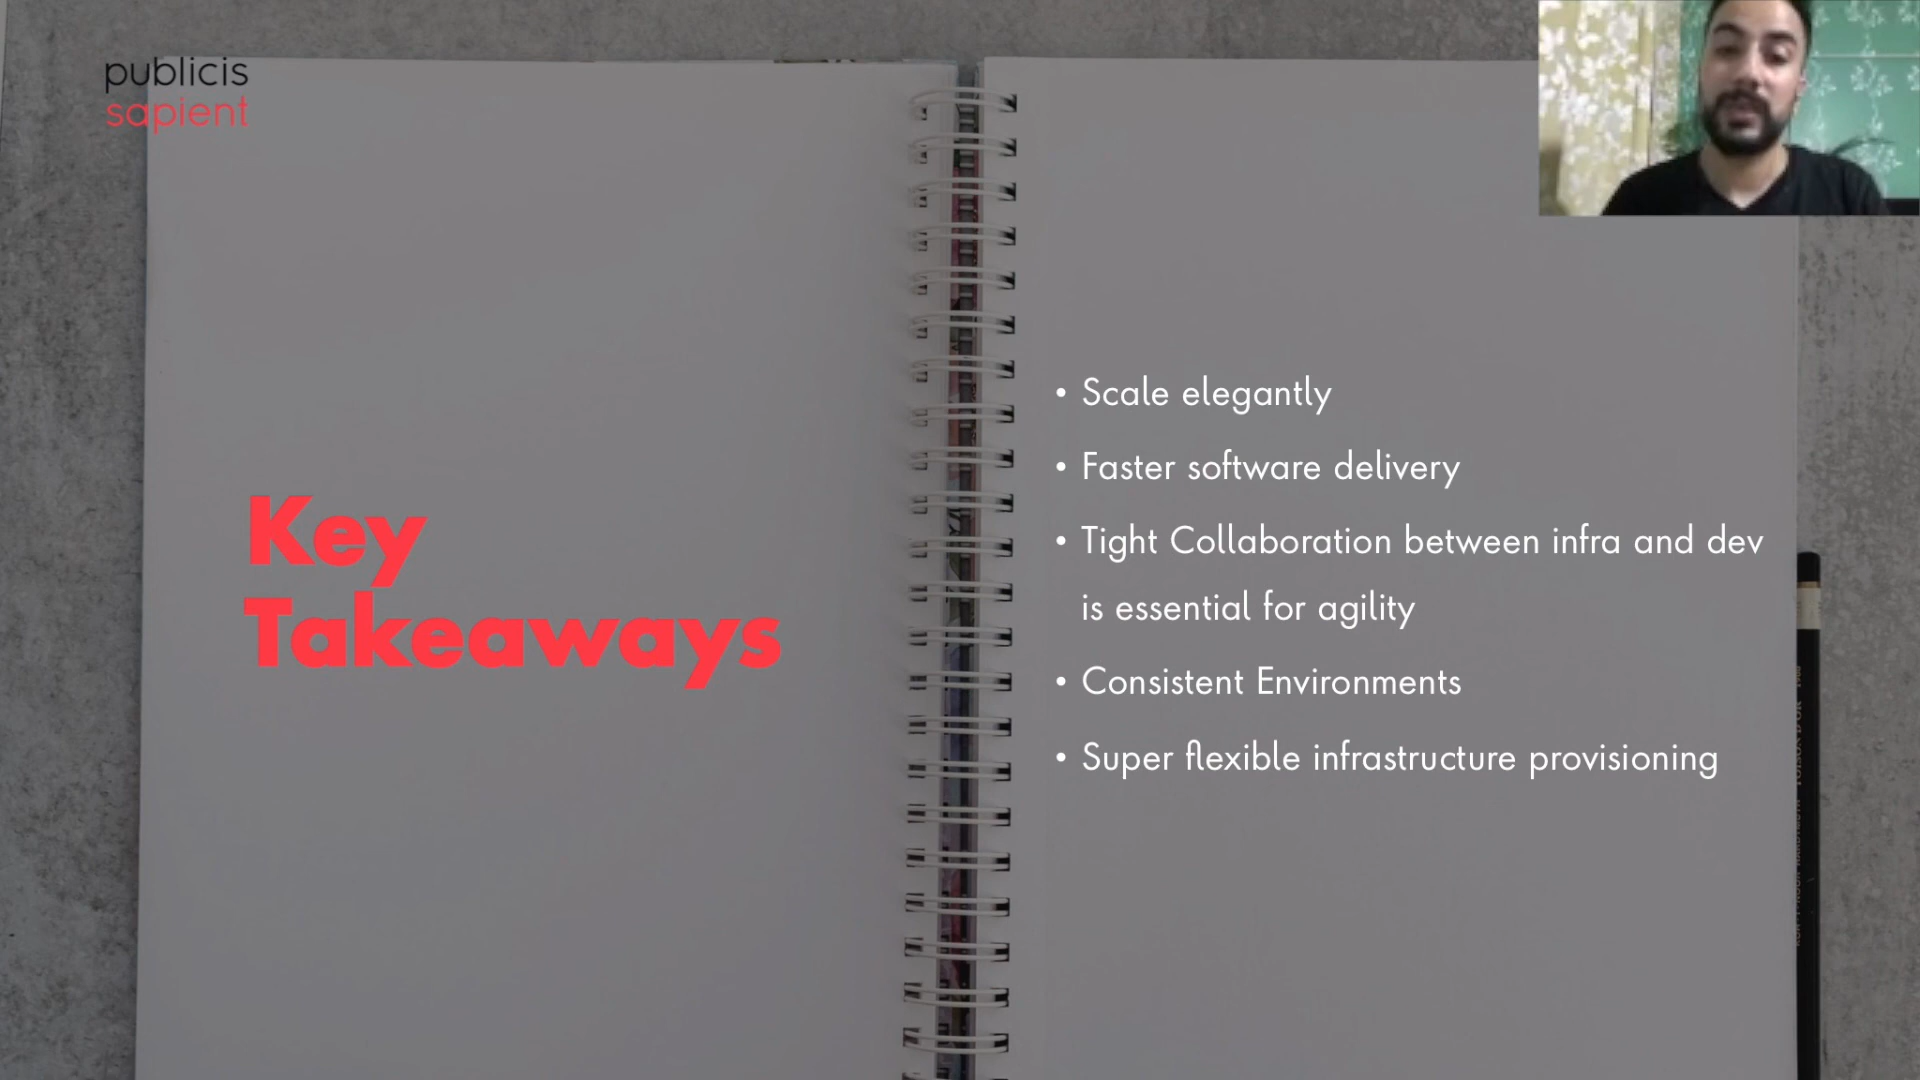 publicis
sapient
Key
Takeaways
• Scale elegantly
• Faster software delivery
• Tight Collaboration between infra and dev
is essential for agility
• Consistent Environments
• Super flexible infrastructure provisioning